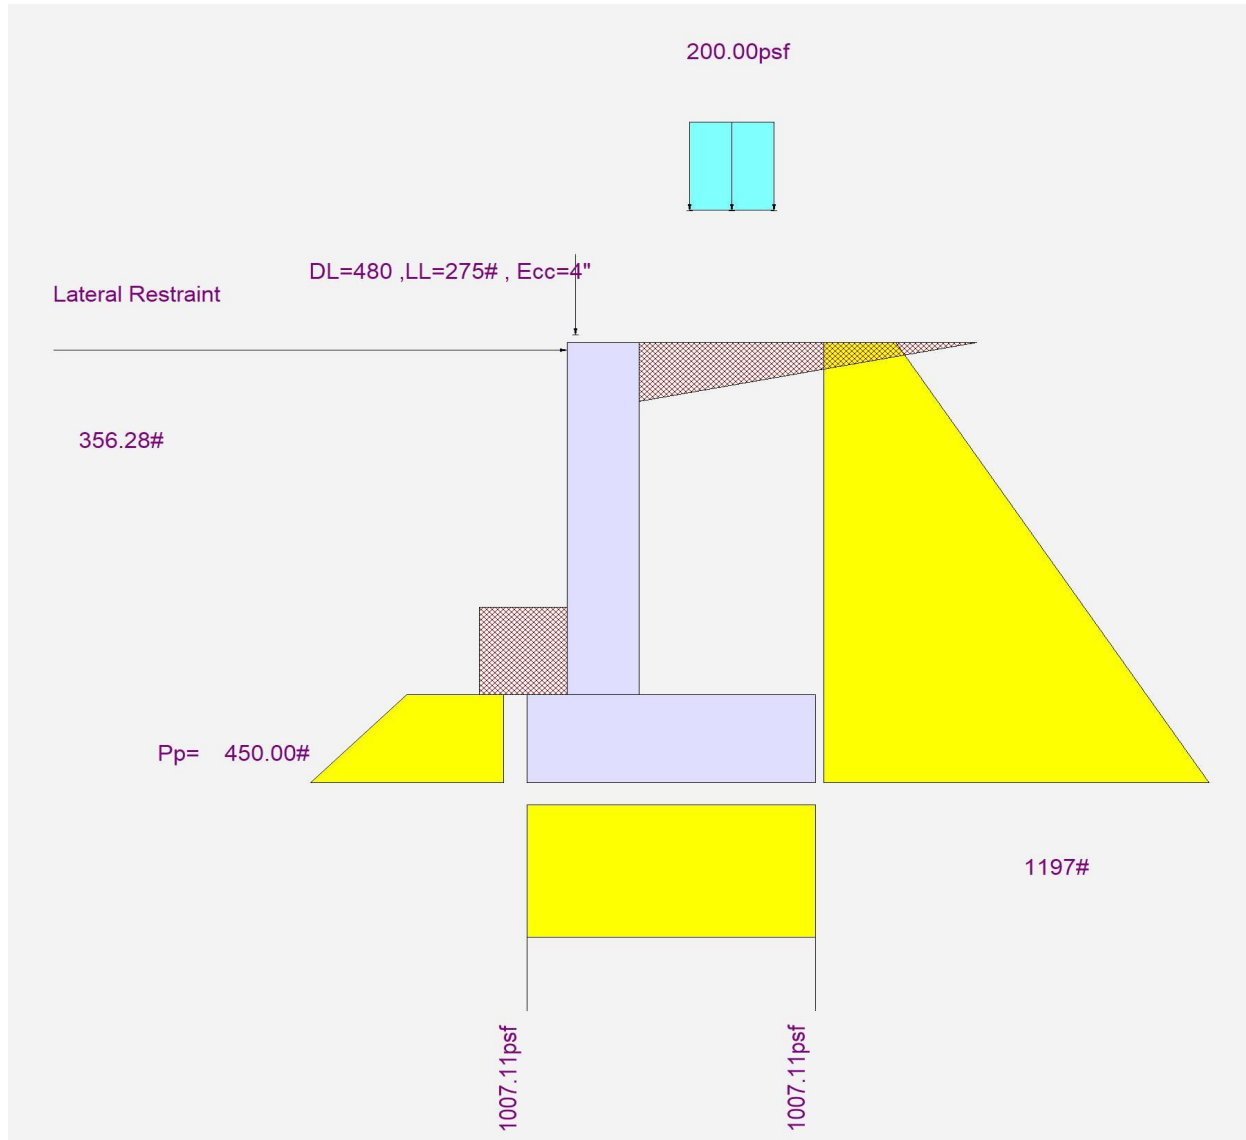 200.00psf
DL=480 ,LL=275# , Ecc=4"
Lateral Restraint
356.28#
Pp= 450.00#
1197#
1007.11psf
1007.11psf